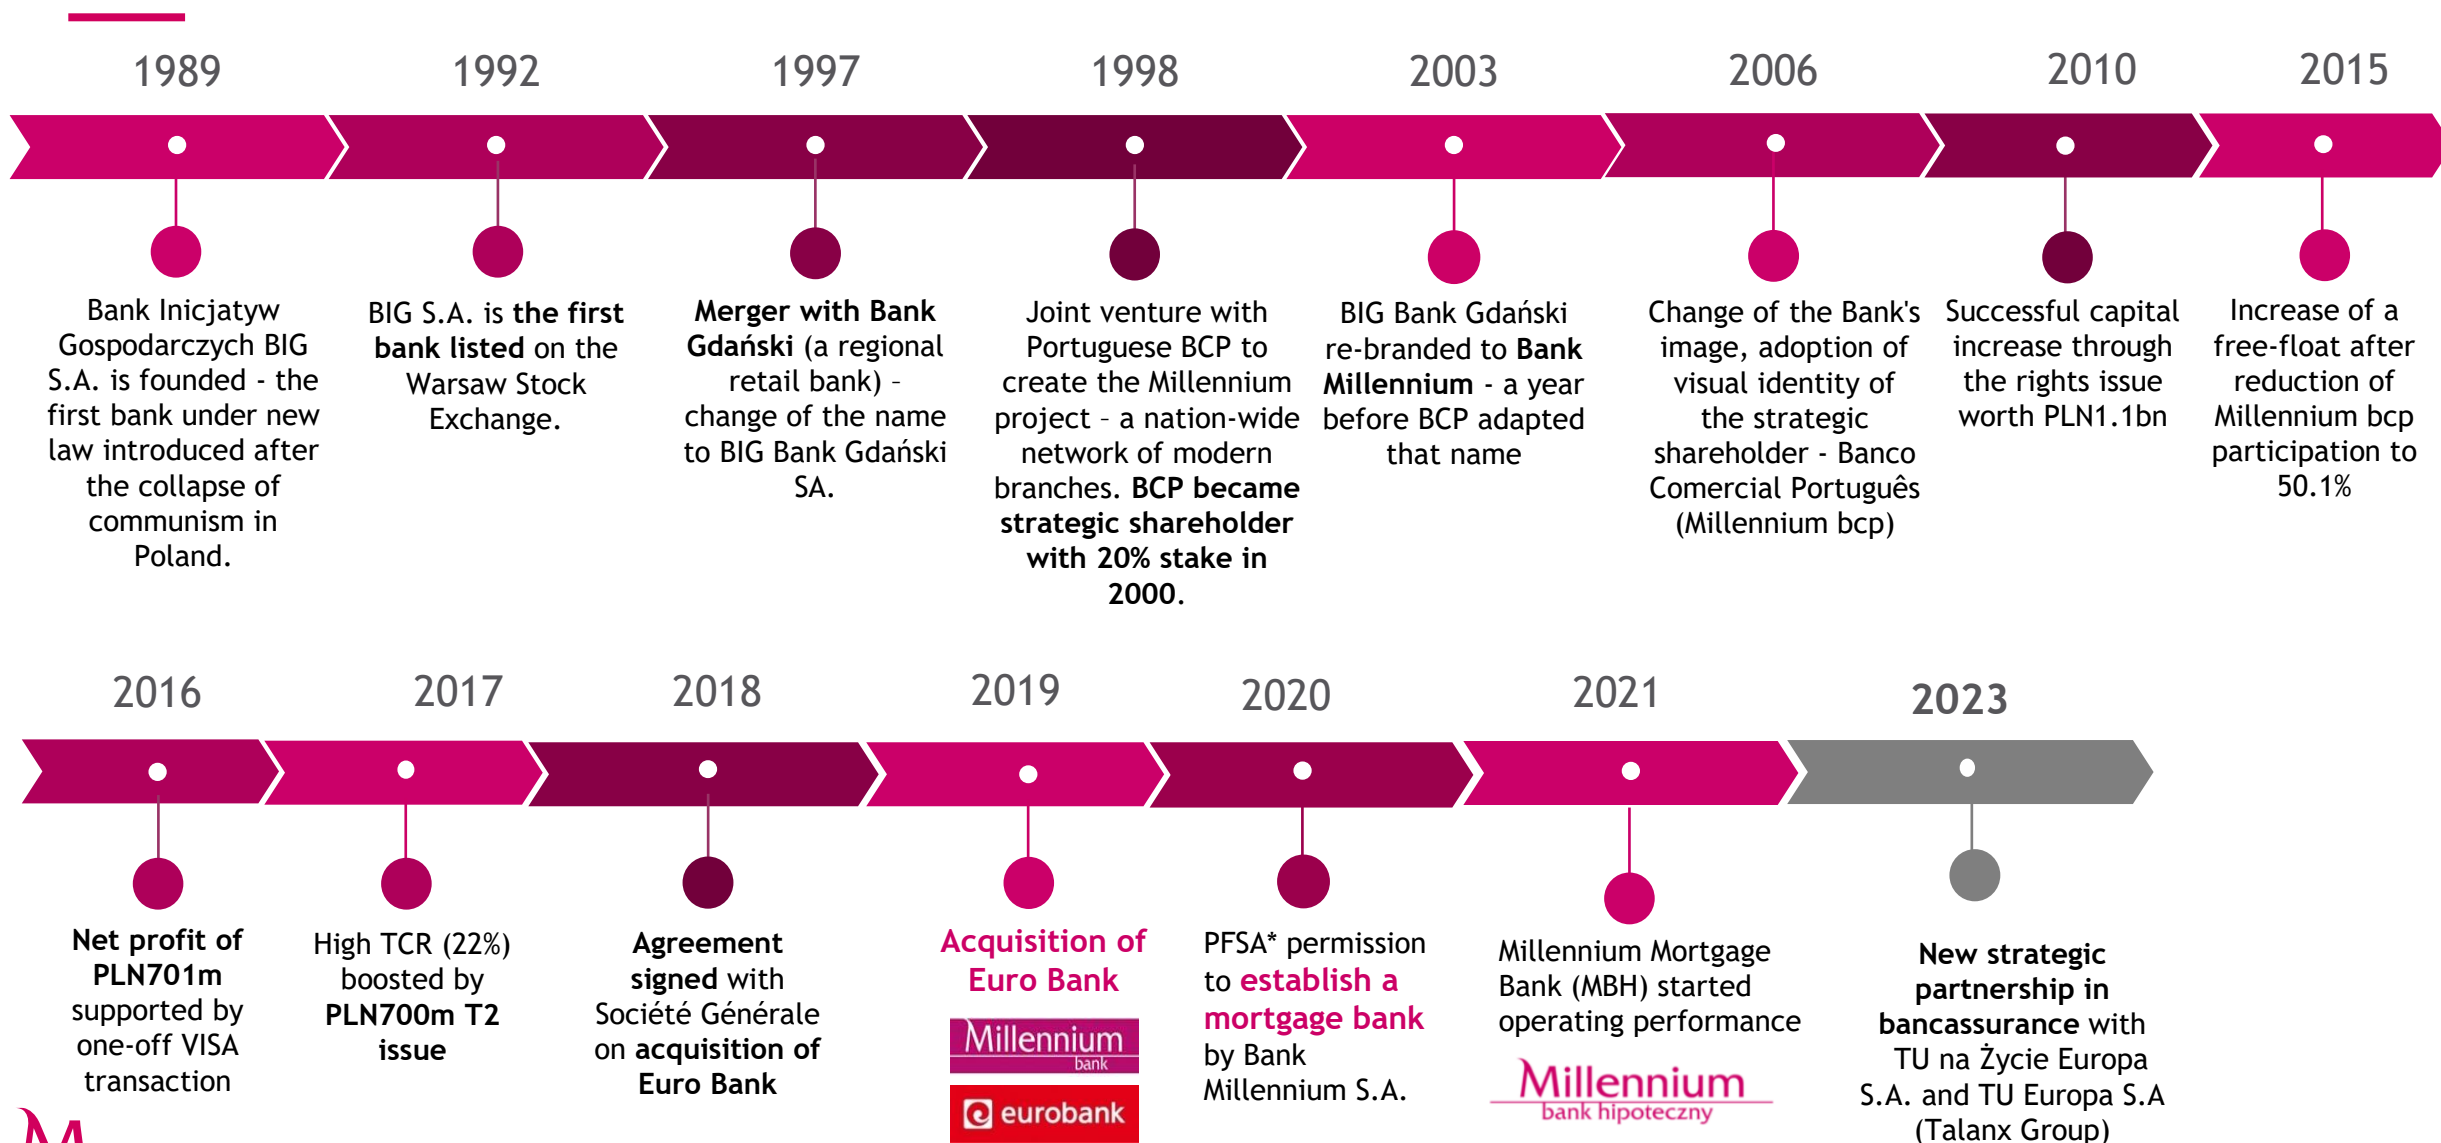 1989
1992
1997
1998
2003
2006
2010
2015
Bank Inicjatyw
Gospodarczych BIG
S.A. is founded - the
first bank under new
law introduced after
the collapse of
communism in
Poland.
BIG S.A. is the first
bank listed on the
Warsaw Stock
Exchange.
Merger with Bank
Gdański (a regional
retail bank) –
change of the name
to BIG Bank Gdański
SA.
Joint venture with
Portuguese BCP to
create the Millennium
project – a nation-wide
network of modern
branches. BCP became
strategic shareholder
with 20% stake in
2000.
BIG Bank Gdański
re-branded to Bank
Millennium - a year
before BCP adapted
that name
Change of the Bank's
image, adoption of
visual identity of
the strategic
shareholder - Banco
Comercial Português
(Millennium bcp)
Successful capital
increase through
the rights issue
worth PLN1.1bn
Increase of a
free-float after
reduction of
Millennium bcp
participation to
50.1%
2016
2017
2018
2019
2020
2021
2023
Net profit of
PLN701m
supported by
one-off VISA
transaction
High TCR (22%)
boosted by
PLN700m T2
issue
Agreement
signed with
Société Générale
on acquisition of
Euro Bank
Acquisition of
Euro Bank
Millennium
bank
eurobank
PFSA* permission
to establish a
mortgage bank
by Bank
Millennium S.A.
Millennium Mortgage
Bank (MBH) started
operating performance
Millennium
bank hipoteczny
New strategic
partnership in
bancassurance with
TU na Życie Europa
S.A. and TU Europa S.A
(Talanx Group)
M